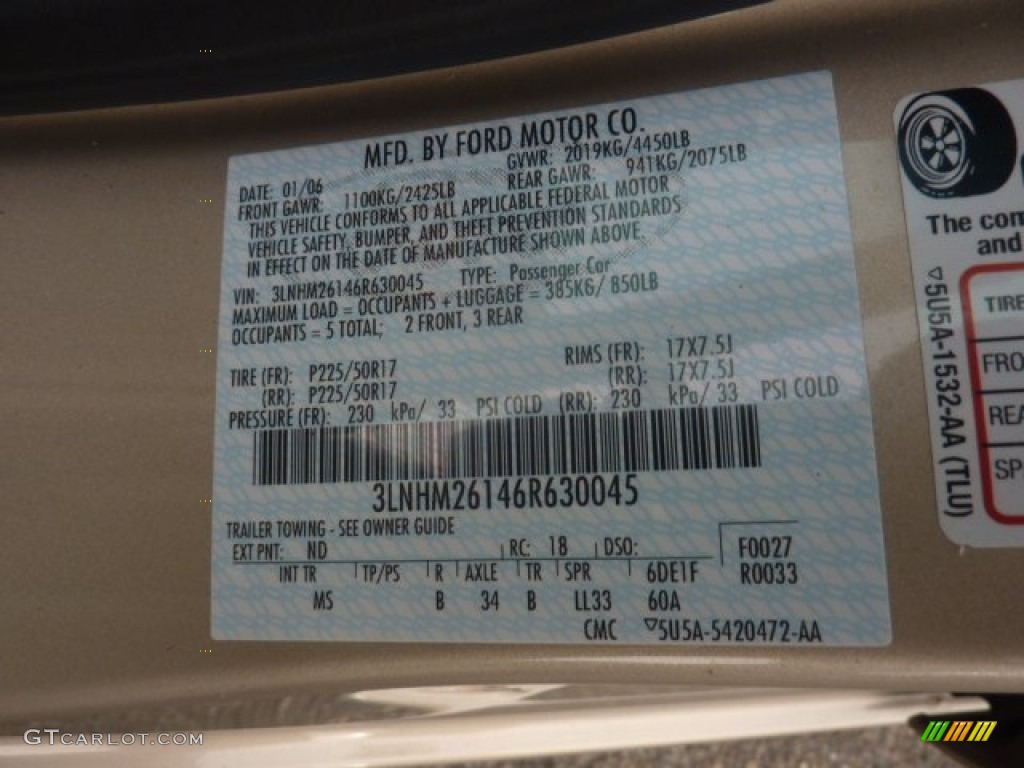 MFD. BY FORD MOTOR CO.
DATE: 01/06 GVWR: 2019KG/4450LB
FRONT GAWR: 1100KG/2425LB REAR GAWR: 941KG/2075LB
THIS VEHICLE CONFORMS TO ALL APPLICABLE FEDERAL MOTOR
VEHICLE SAFETY, BUMPER, AND THEFT PREVENTION STANDARDS
IN EFFECT ON THE DATE OF MANUFACTURE SHOWN ABOVE.
VIN: 3LNHM26146R630045 TYPE: Passenger Car
MAXIMUM LOAD = OCCUPANTS + LUGGAGE = 385KG/ 850LB
OCCUPANTS = 5 TOTAL; 2 FRONT, 3 REAR
TIRE (FR): P225/50R17 RIMS (FR): 17X7.5J
(RR): P225/50R17 (RR): 17X7.5J
PRESSURE (FR): 230 kPa/ 33 PSI COLD (RR): 230 kPa/ 33 PSI COLD
3LNHM26146R630045
TRAILER TOWING - SEE OWNER GUIDE
EXT PNT: ND RC: 18 DSO: F0027
INT TR TP/PS R AXLE TR SPR 6DE1F R0033
MS B 34 B LL33 60A
CMC ▽5U5A-5420472-AA
The com
and
▽5U5A-1532-AA (TLU)
TIRE
FRO
REA
SP
GTCARLOT.COM